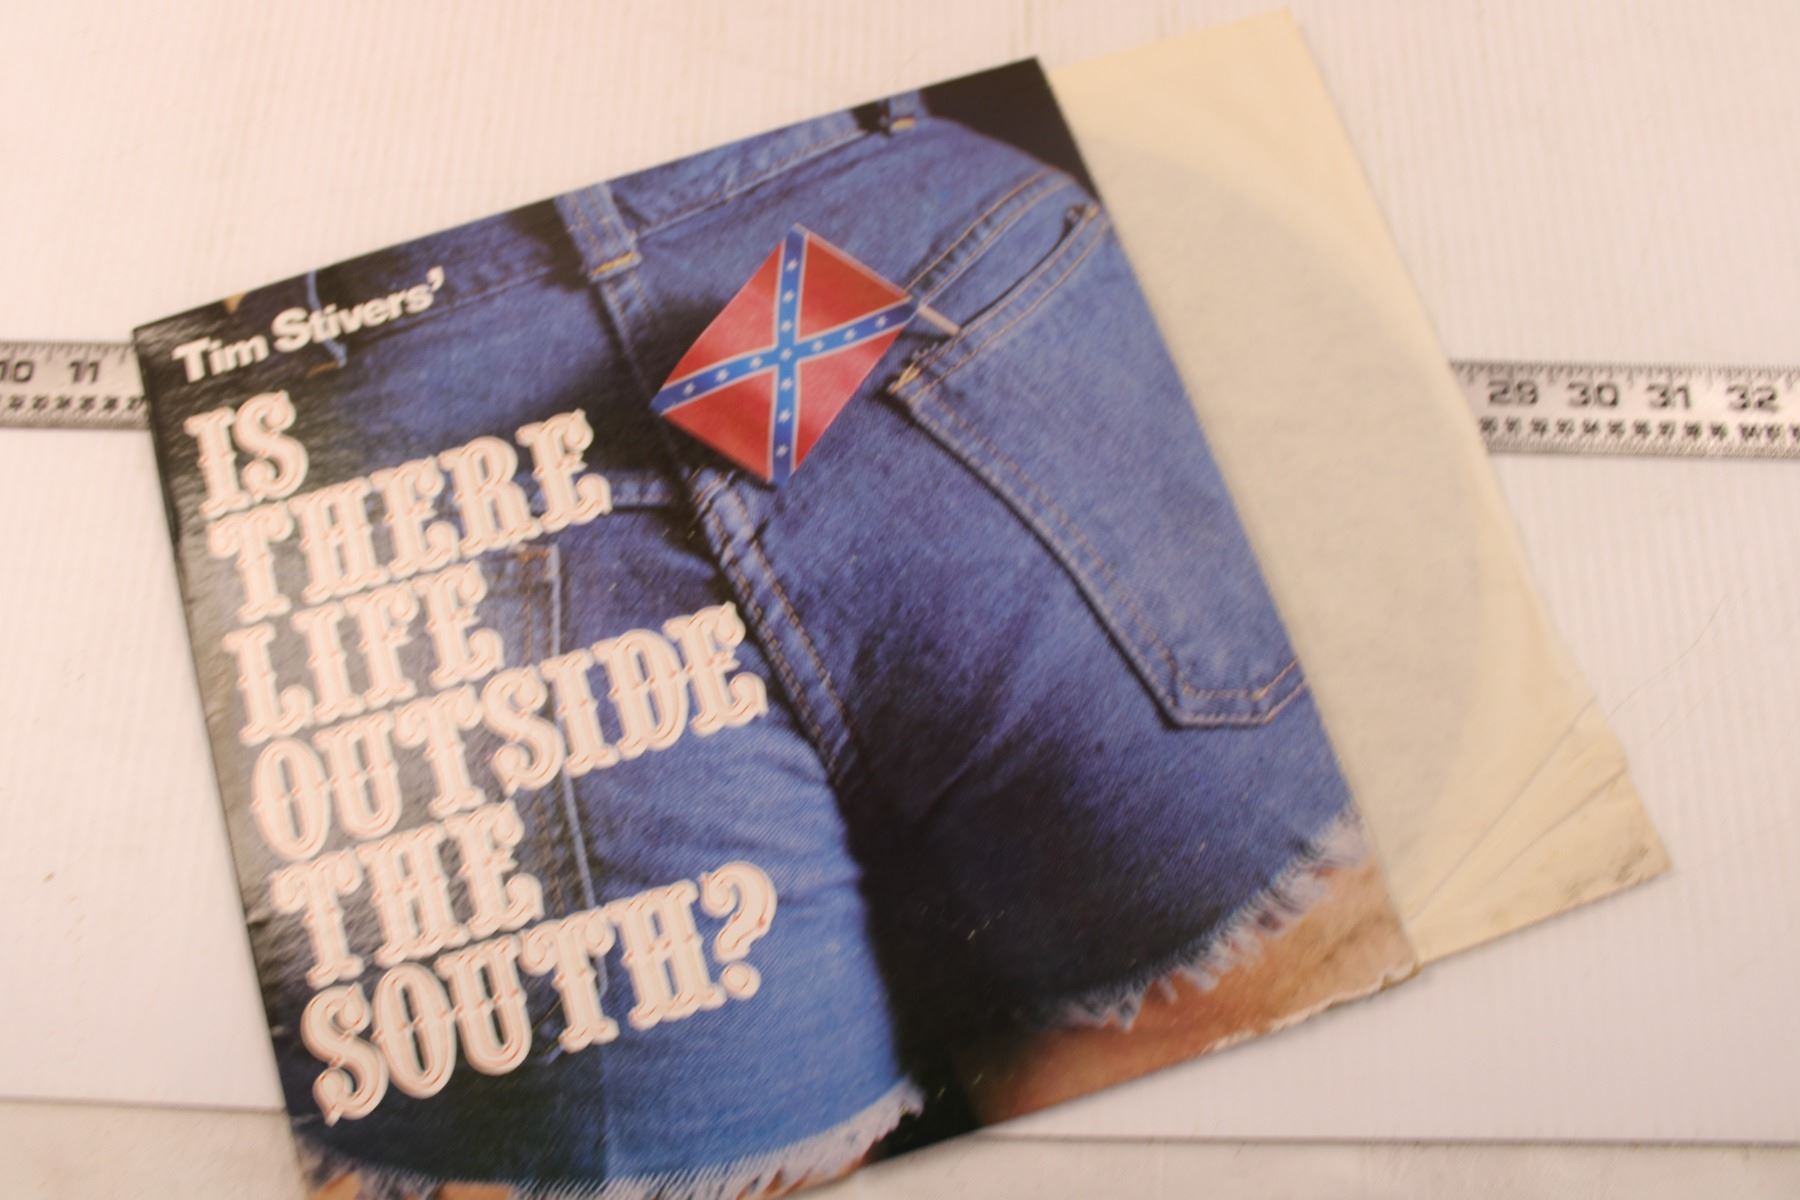 Tim Stivers'
IS
THERE
LIFE
OUTSIDE
THE
SOUTH?
10 11
29 30 31 32